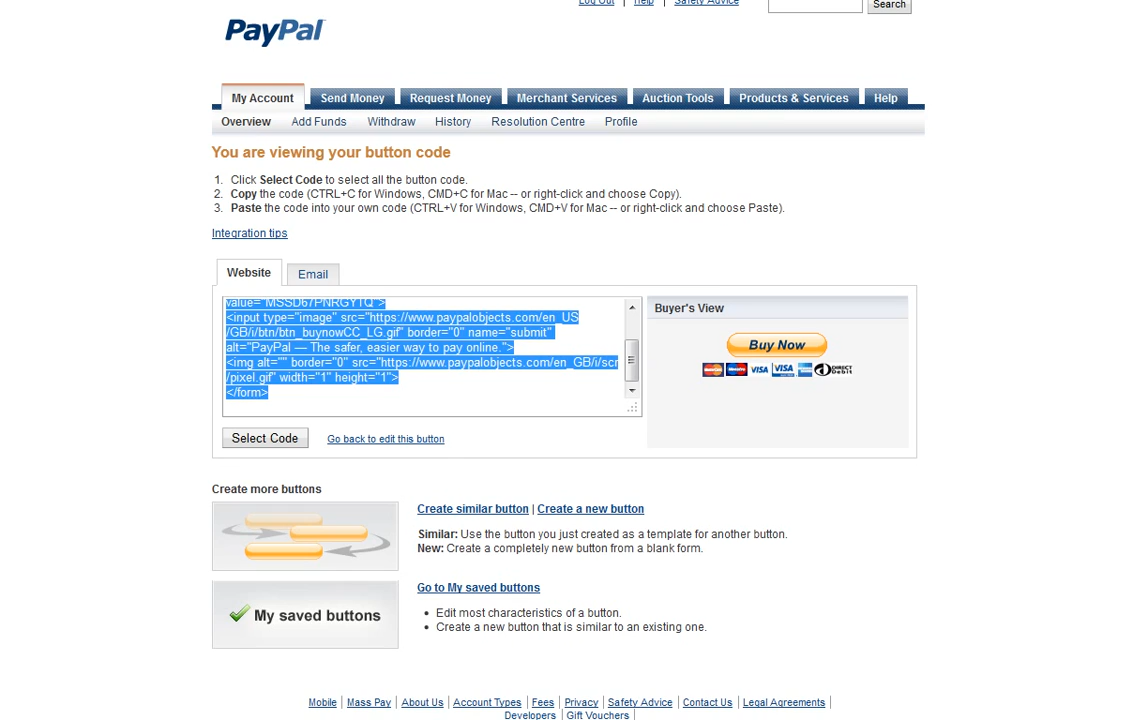 Log Out | Help | Safety Advice
Search
PayPal
My Account Send Money Request Money Merchant Services Auction Tools Products & Services Help
Overview Add Funds Withdraw History Resolution Centre Profile
You are viewing your button code
1. Click Select Code to select all the button code.
2. Copy the code (CTRL+C for Windows, CMD+C for Mac -- or right-click and choose Copy).
3. Paste the code into your own code (CTRL+V for Windows, CMD+V for Mac -- or right-click and choose Paste).
Integration tips
Website Email
value="MSSD67PNRGYTQ">
<input type="image" src="https://www.paypalobjects.com/en_US
/GB/i/btn/btn_buynowCC_LG.gif" border="0" name="submit"
alt="PayPal — The safer, easier way to pay online.">
<img alt="" border="0" src="https://www.paypalobjects.com/en_GB/i/scr
/pixel.gif" width="1" height="1">
</form>
Buyer's View
Buy Now
VISA VISA DIRECT Debit
Select Code Go back to edit this button
Create more buttons
Create similar button | Create a new button
Similar: Use the button you just created as a template for another button.
New: Create a completely new button from a blank form.
Go to My saved buttons
My saved buttons
• Edit most characteristics of a button.
• Create a new button that is similar to an existing one.
Mobile | Mass Pay | About Us | Account Types | Fees | Privacy | Safety Advice | Contact Us | Legal Agreements |
Developers | Gift Vouchers |